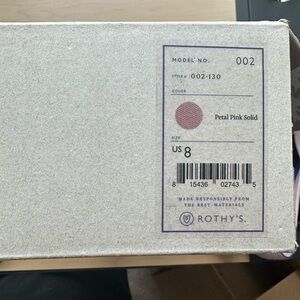 MODEL NO. 002
STYLE # 002-130
COLOR
Petal Pink Solid
SIZE
US 8
8 15436 02743 5
MADE RESPONSIBLY FROM
THE BEST MATERIALS
ROTHY'S.